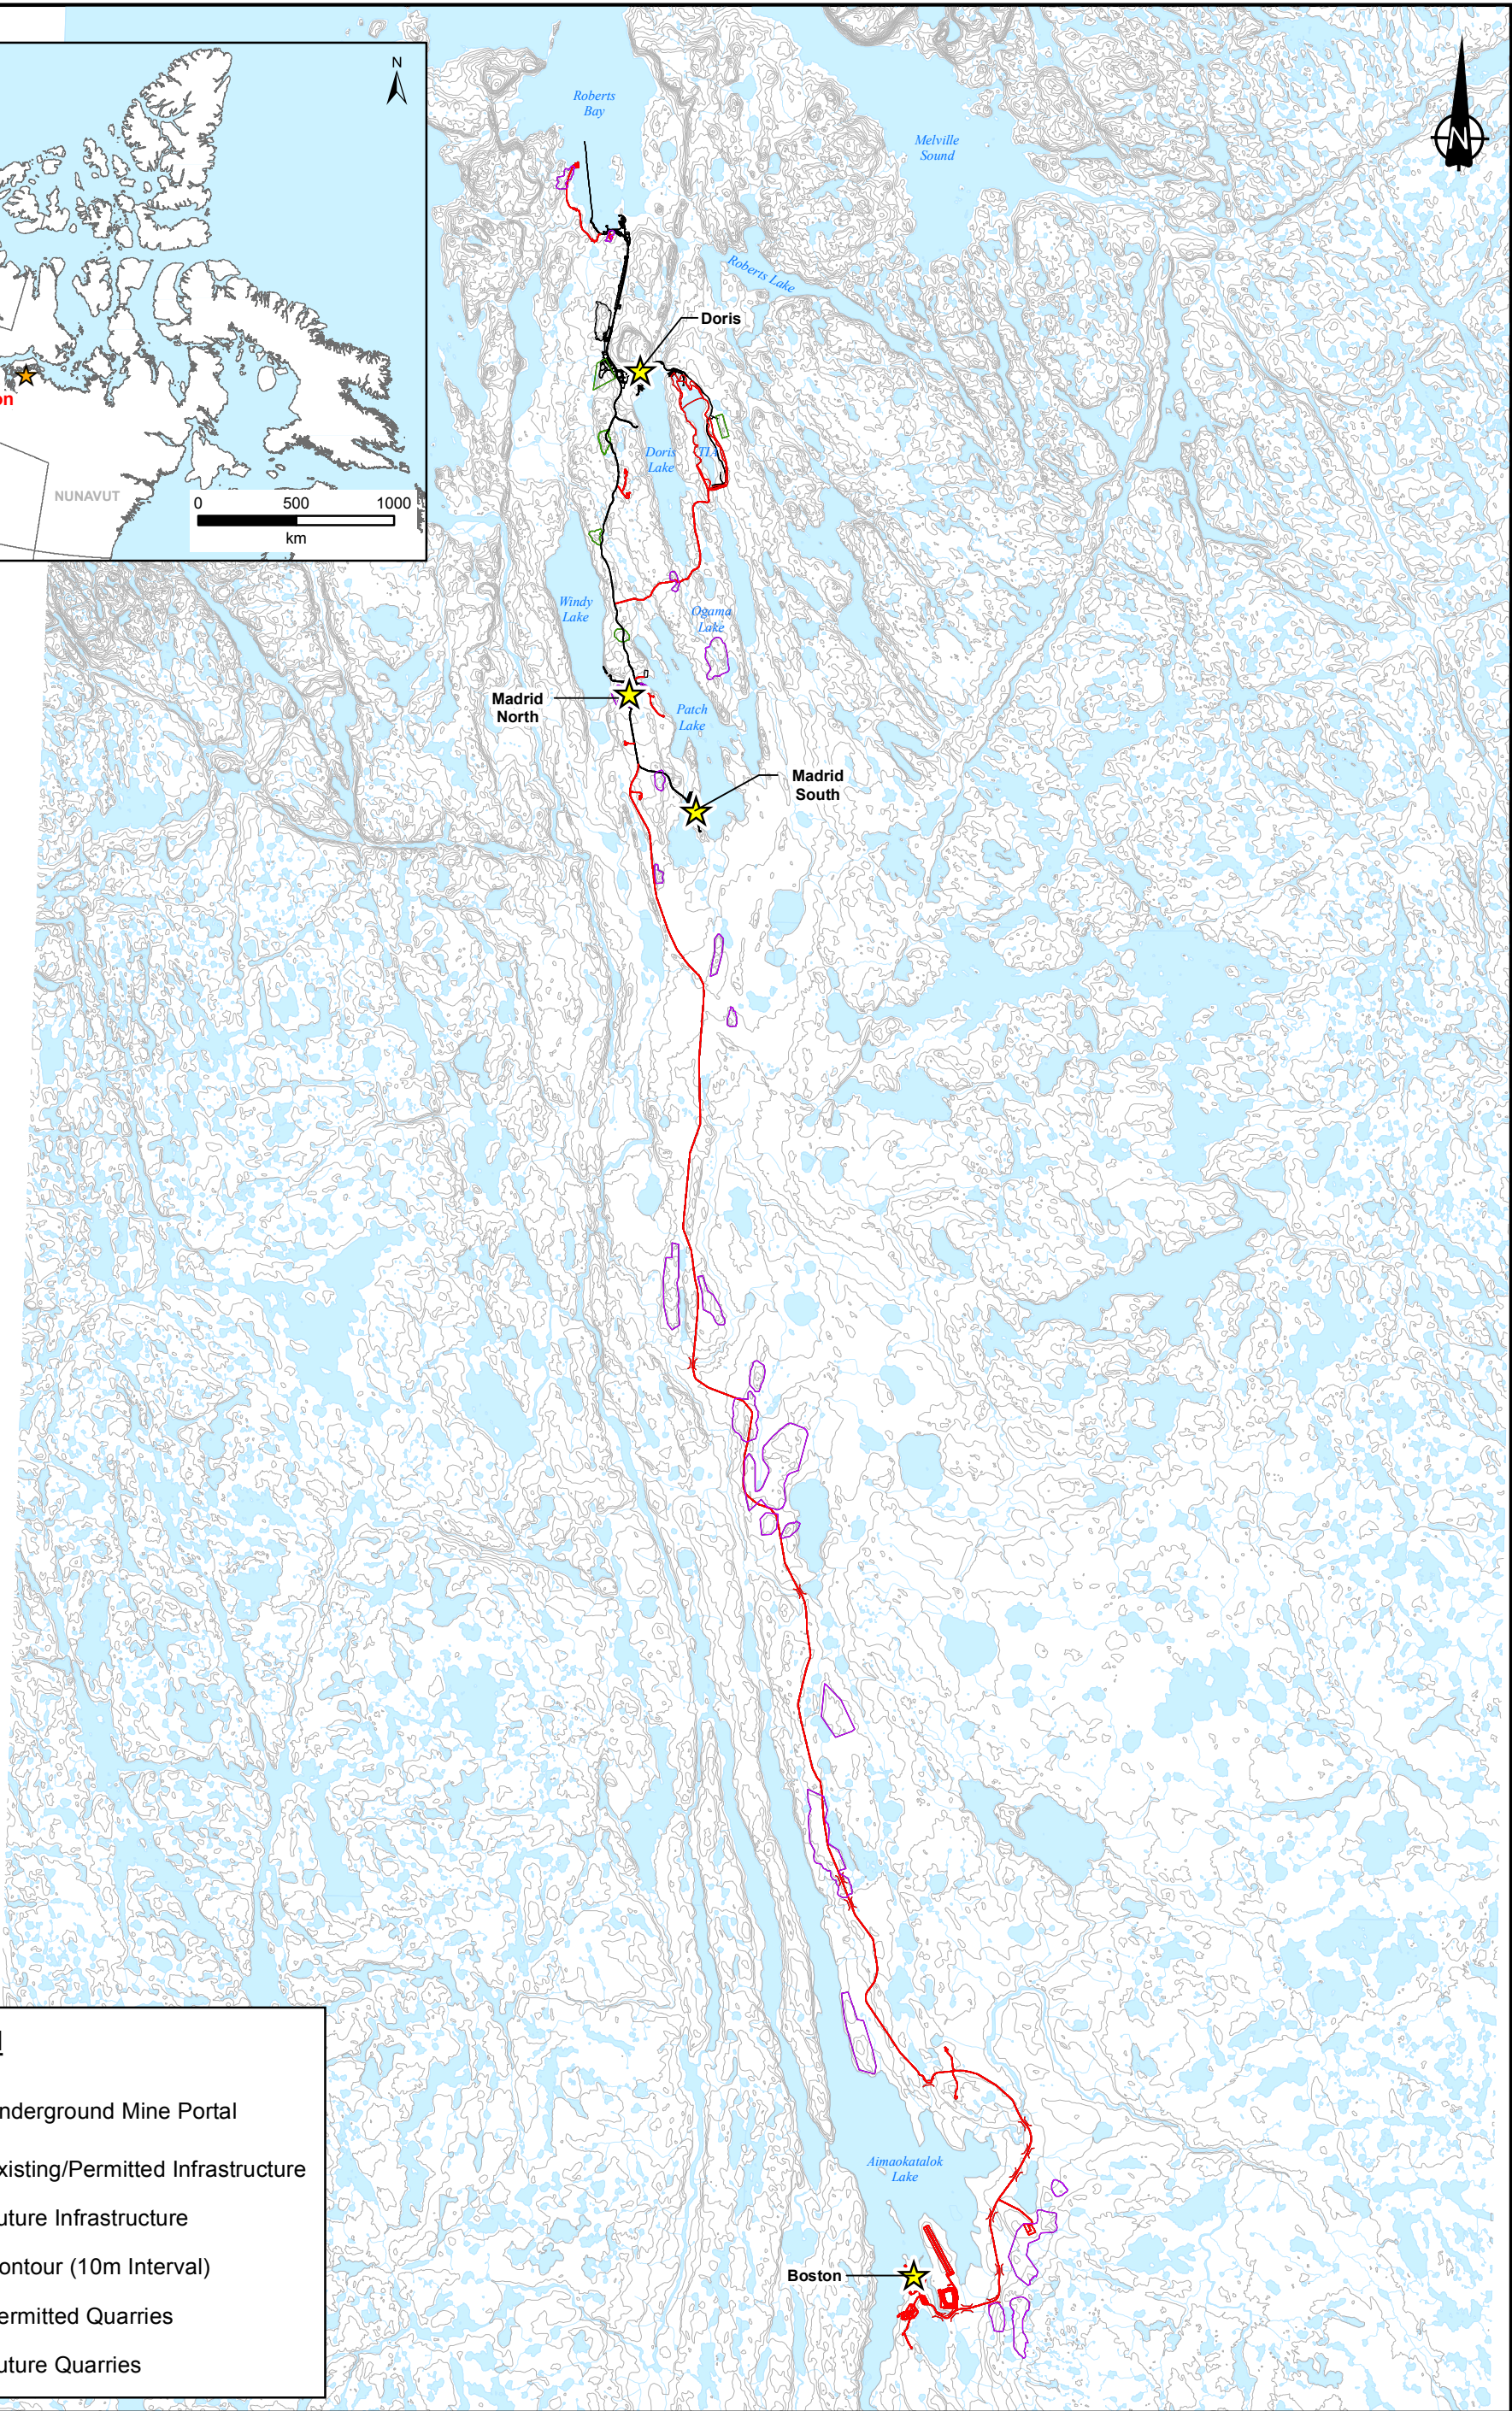 N
on
NUNAVUT
0 500 1000
km
N
Roberts
Bay
Melville
Sound
Roberts Lake
Doris
Doris
Lake
TIA
Windy
Lake
Ogama
Lake
Madrid
North
Patch
Lake
Madrid
South
Aimaokatalok
Lake
Boston
nderground Mine Portal
xisting/Permitted Infrastructure
uture Infrastructure
ontour (10m Interval)
ermitted Quarries
uture Quarries